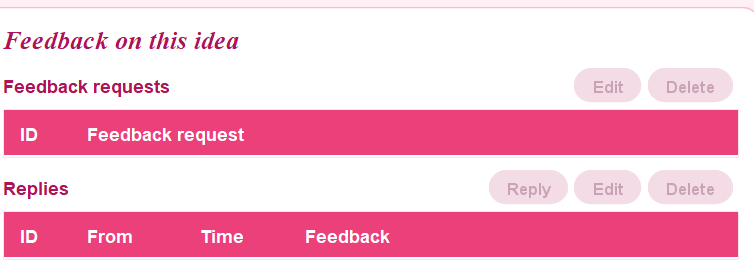 Feedback on this idea
Feedback requests Edit Delete
ID Feedback request
Replies Reply Edit Delete
ID From Time Feedback